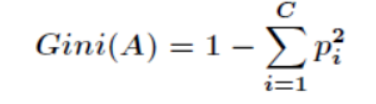 Gini(A) = 1 − ∑_{i=1}^{C} p_i^2